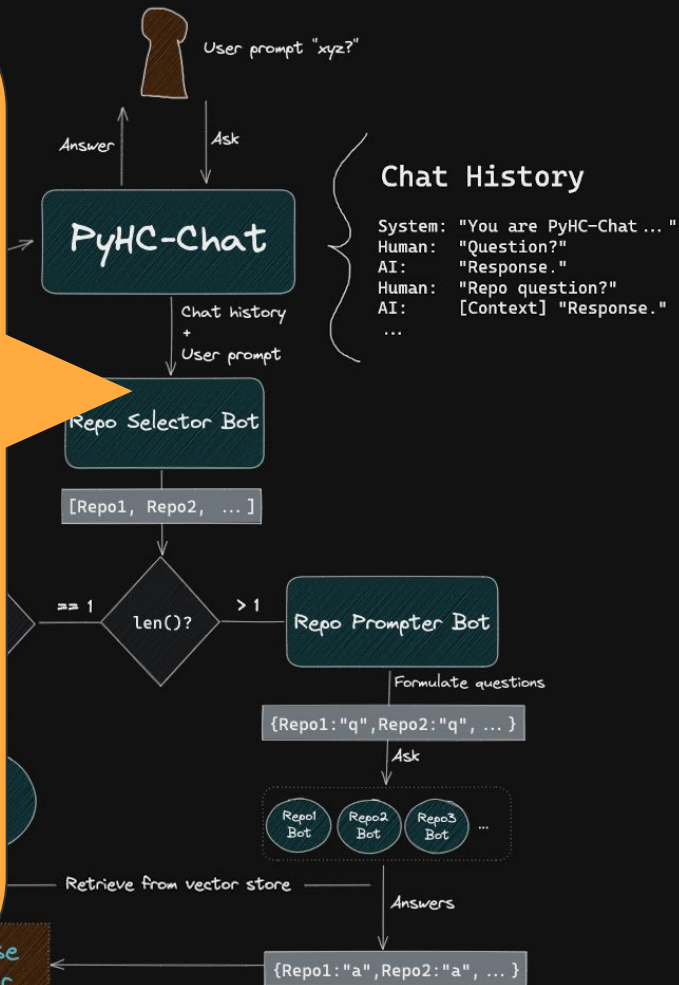 User prompt "xyz?"
Answer
Ask
PyHC-Chat
Chat History
System: "You are PyHC-Chat ... "
Human: "Question?"
AI: "Response."
Human: "Repo question?"
AI: [Context] "Response."
...
Chat history
+
User prompt
Repo Selector Bot
[Repo1, Repo2, ... ]
== 1
len()?
> 1
Repo Prompter Bot
Formulate questions
{Repo1:"q",Repo2:"q", ... }
Ask
Repo1
Bot
Repo2
Bot
Repo3
Bot
...
Retrieve from vector store
Answers
{Repo1:"a",Repo2:"a", ... }